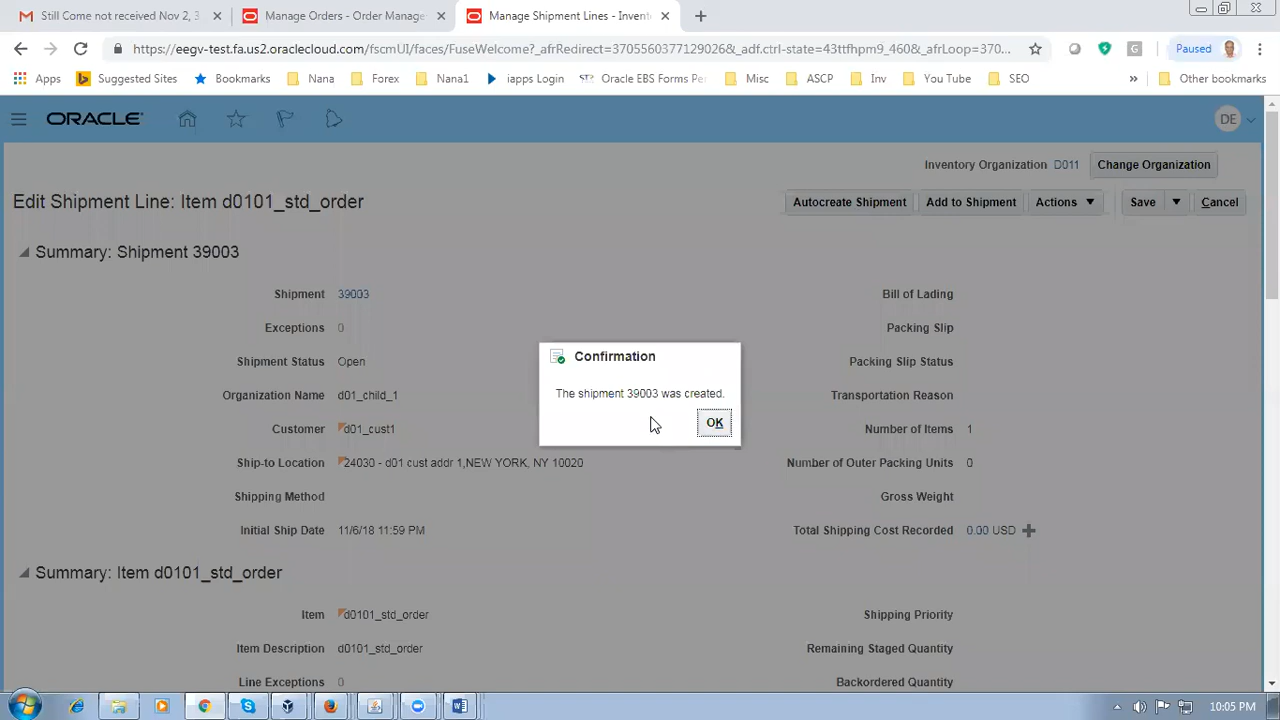 Still Come not received Nov 2, 3
Manage Orders - Order Manage
Manage Shipment Lines - Invent
https://eegv-test.fa.us2.oraclecloud.com/fscmUI/faces/FuseWelcome?_afrRedirect=3705560377129026&_adf.ctrl-state=43ttfhpm9_460&_afrLoop=370...
Paused
Apps
Suggested Sites
Bookmarks
Nana
Forex
Nana1
iapps Login
Oracle EBS Forms Pe
Misc
ASCP
Inv
You Tube
SEO
»
Other bookmarks
ORACLE
DE
Inventory Organization D011
Change Organization
Edit Shipment Line: Item d0101_std_order
Autocreate Shipment
Add to Shipment
Actions
Save
Cancel
Summary: Shipment 39003
Shipment 39003
Bill of Lading
Exceptions 0
Packing Slip
Shipment Status Open
Packing Slip Status
Organization Name d01_child_1
Transportation Reason
Customer d01_cust1
Number of Items 1
Ship-to Location 24030 - d01 cust addr 1,NEW YORK, NY 10020
Number of Outer Packing Units 0
Shipping Method
Gross Weight
Initial Ship Date 11/6/18 11:59 PM
Total Shipping Cost Recorded 0.00 USD
Confirmation
The shipment 39003 was created.
OK
Summary: Item d0101_std_order
Item d0101_std_order
Shipping Priority
Item Description d0101_std_order
Remaining Staged Quantity
Line Exceptions 0
Backordered Quantity
10:05 PM